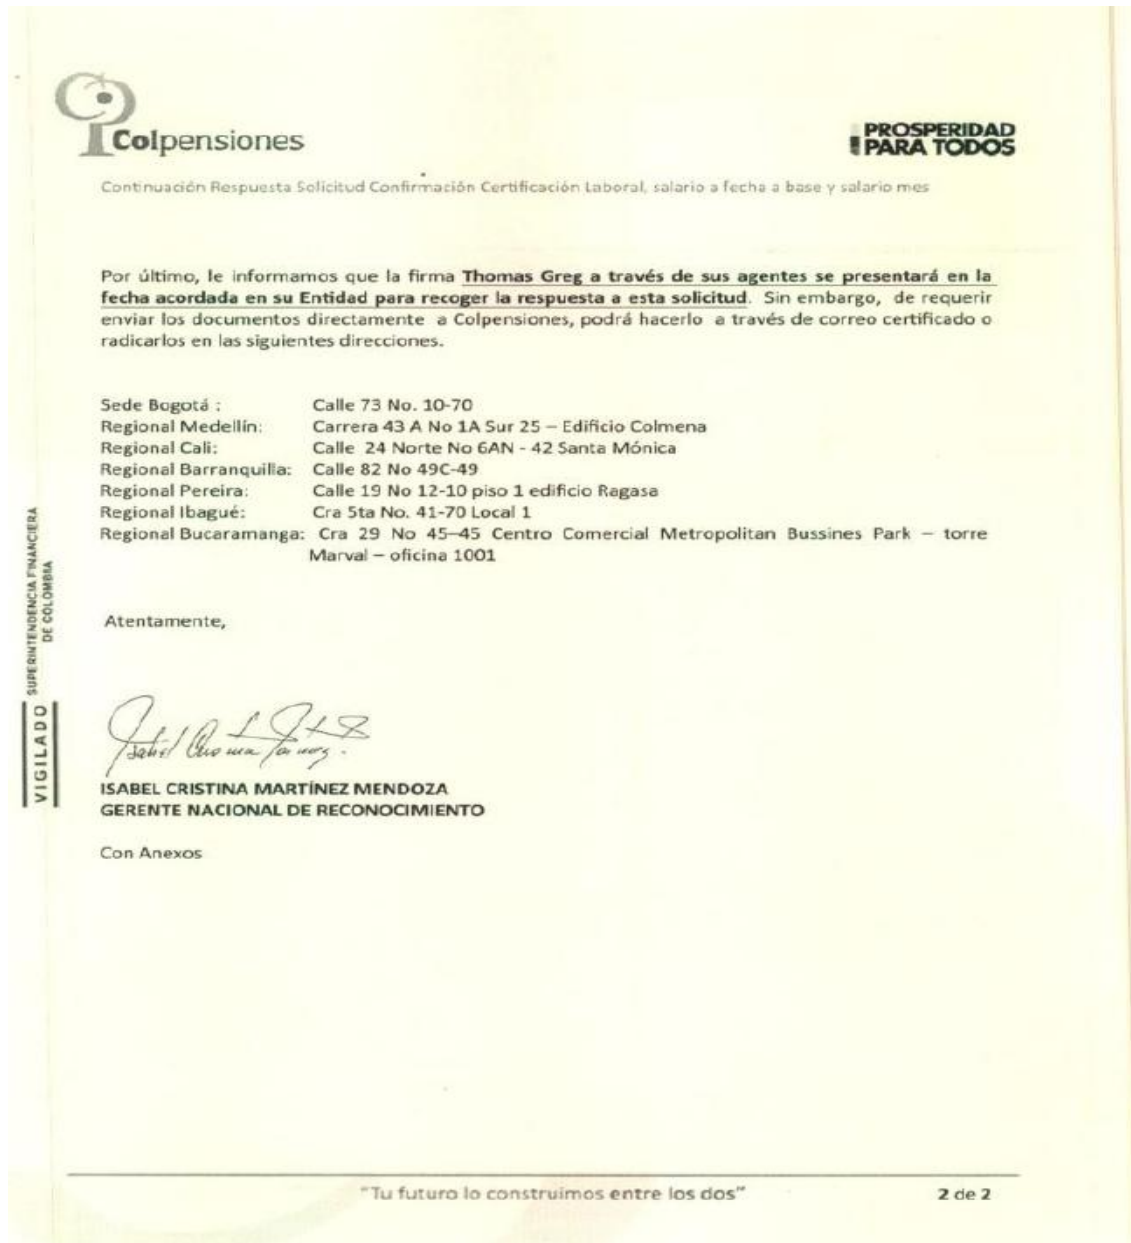 Colpensiones
PROSPERIDAD
PARA TODOS
Continuación Respuesta Solicitud Confirmación Certificación Laboral, salario a fecha a base y salario mes
Por último, le informamos que la firma Thomas Greg a través de sus agentes se presentará en la
fecha acordada en su Entidad para recoger la respuesta a esta solicitud. Sin embargo, de requerir
enviar los documentos directamente a Colpensiones, podrá hacerlo a través de correo certificado o
radicarlos en las siguientes direcciones.
Sede Bogotá : Calle 73 No. 10-70
Regional Medellín: Carrera 43 A No 1A Sur 25 – Edificio Colmena
Regional Cali: Calle 24 Norte No 6AN - 42 Santa Mónica
Regional Barranquilla: Calle 82 No 49C-49
Regional Pereira: Calle 19 No 12-10 piso 1 edificio Ragasa
Regional Ibagué: Cra 5ta No. 41-70 Local 1
Regional Bucaramanga: Cra 29 No 45–45 Centro Comercial Metropolitan Bussines Park – torre
Marval – oficina 1001
Atentamente,
ISABEL CRISTINA MARTÍNEZ MENDOZA
GERENTE NACIONAL DE RECONOCIMIENTO
Con Anexos
VIGILADO SUPERINTENDENCIA FINANCIERA
DE COLOMBIA
"Tu futuro lo construimos entre los dos"
2 de 2